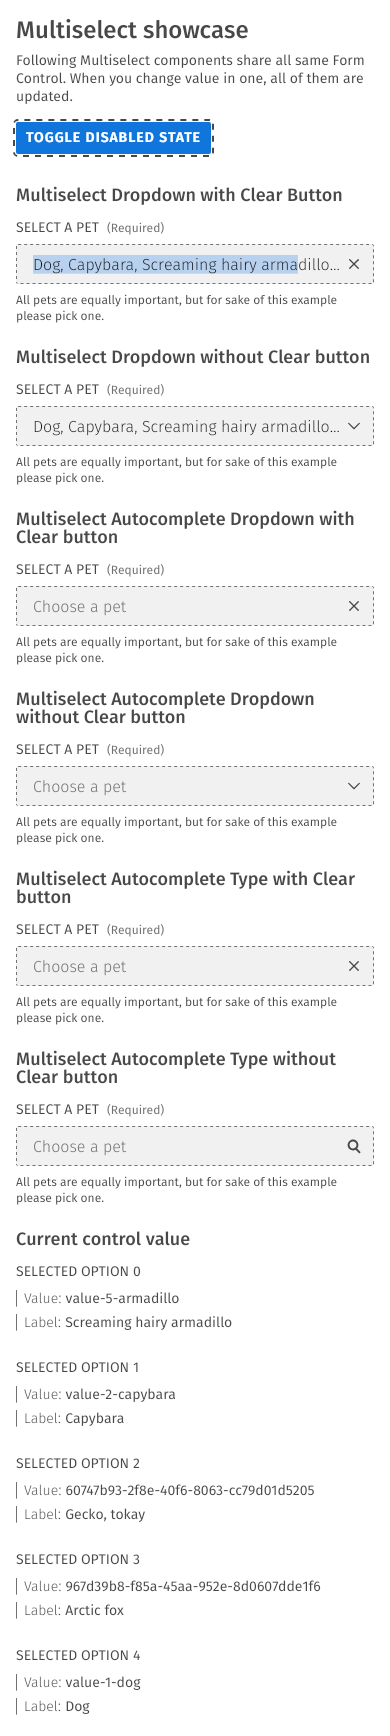 Multiselect showcase
Following Multiselect components share all same Form
Control. When you change value in one, all of them are
updated.
TOGGLE DISABLED STATE
Multiselect Dropdown with Clear Button
SELECT A PET (Required)
Dog, Capybara, Screaming hairy armadillo...
All pets are equally important, but for sake of this example
please pick one.
Multiselect Dropdown without Clear button
SELECT A PET (Required)
Dog, Capybara, Screaming hairy armadillo...
All pets are equally important, but for sake of this example
please pick one.
Multiselect Autocomplete Dropdown with
Clear button
SELECT A PET (Required)
Choose a pet
All pets are equally important, but for sake of this example
please pick one.
Multiselect Autocomplete Dropdown
without Clear button
SELECT A PET (Required)
Choose a pet
All pets are equally important, but for sake of this example
please pick one.
Multiselect Autocomplete Type with Clear
button
SELECT A PET (Required)
Choose a pet
All pets are equally important, but for sake of this example
please pick one.
Multiselect Autocomplete Type without
Clear button
SELECT A PET (Required)
Choose a pet
All pets are equally important, but for sake of this example
please pick one.
Current control value
SELECTED OPTION 0
Value: value-5-armadillo
Label: Screaming hairy armadillo
SELECTED OPTION 1
Value: value-2-capybara
Label: Capybara
SELECTED OPTION 2
Value: 60747b93-2f8e-40f6-8063-cc79d01d5205
Label: Gecko, tokay
SELECTED OPTION 3
Value: 967d39b8-f85a-45aa-952e-8d0607dde1f6
Label: Arctic fox
SELECTED OPTION 4
Value: value-1-dog
Label: Dog